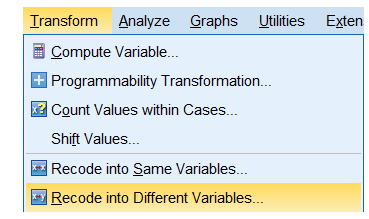 Transform Analyze Graphs Utilities Exten
Compute Variable...
Programmability Transformation...
Count Values within Cases...
Shift Values...
Recode into Same Variables...
Recode into Different Variables...